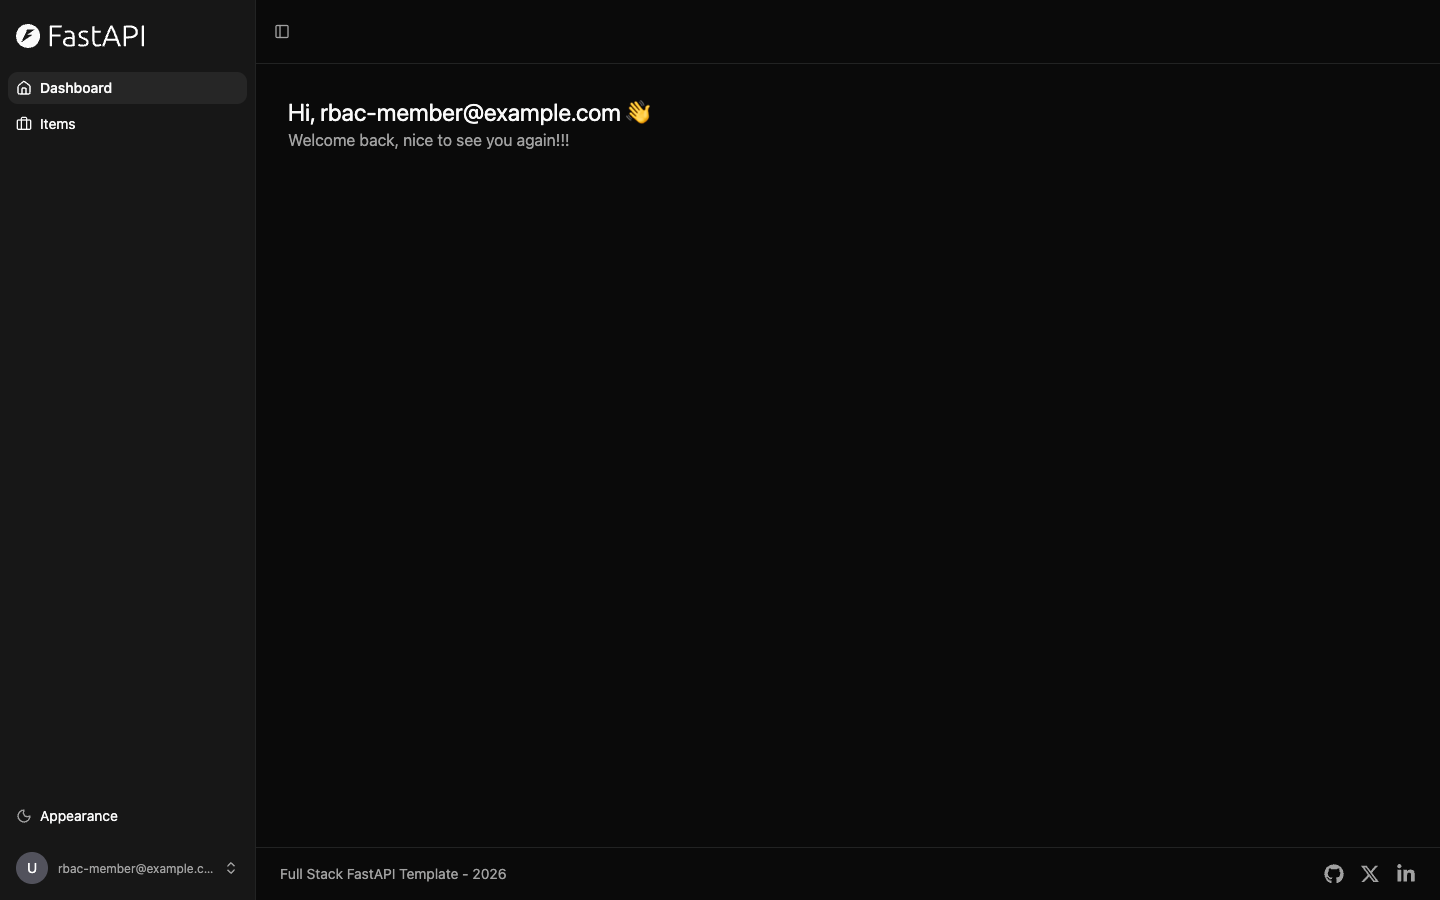 FastAPI
Dashboard
Items
Hi, rbac-member@example.com 👋
Welcome back, nice to see you again!!!
Appearance
U
rbac-member@example.c...
Full Stack FastAPI Template - 2026